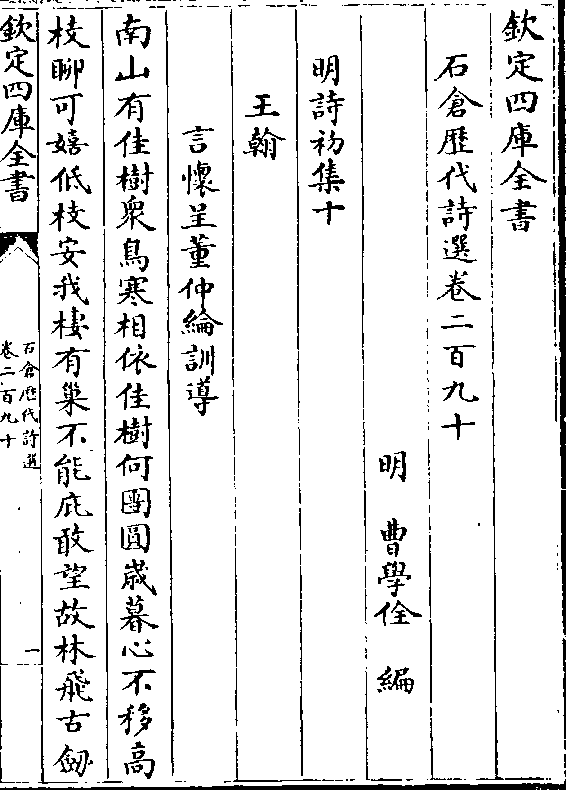 欽定四庫全書
石倉歴代詩選卷二百九十
明 曹學佺 編
明詩初集十
王翰
言懷呈董仲綸訓導
南山有佳樹衆鳥寒相依佳樹何團圓歳暮心不移高
枝聊可嬉低枝安我棲有巢不能庇敢望故林飛古劒
欽定四庫全書
石倉歴代詩選
卷二百九十
一